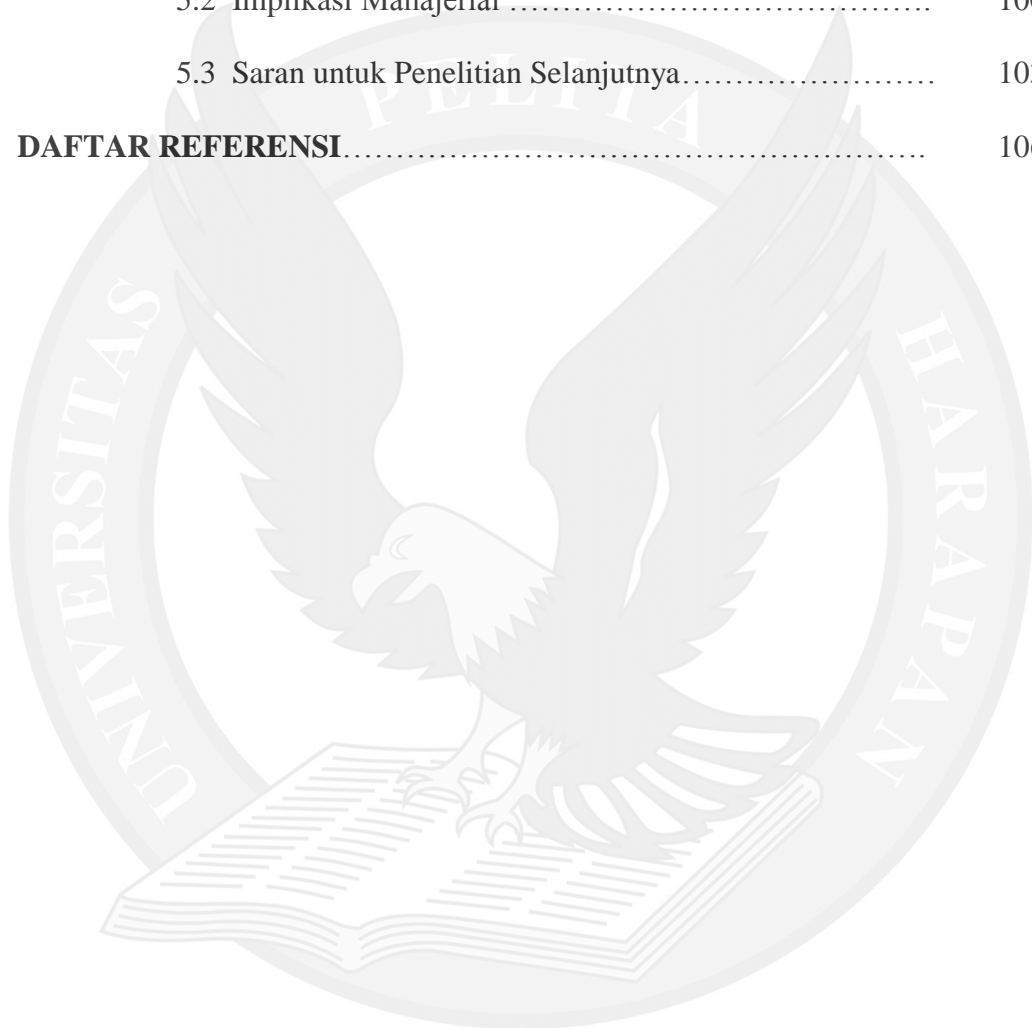 5.2 Implikasi Manajerial ……………………………………. 10
5.3 Saran untuk Penelitian Selanjutnya…………………… 10
DAFTAR REFERENSI………………………………………………. 10
UNIVERSITAS PELITA HARAPAN